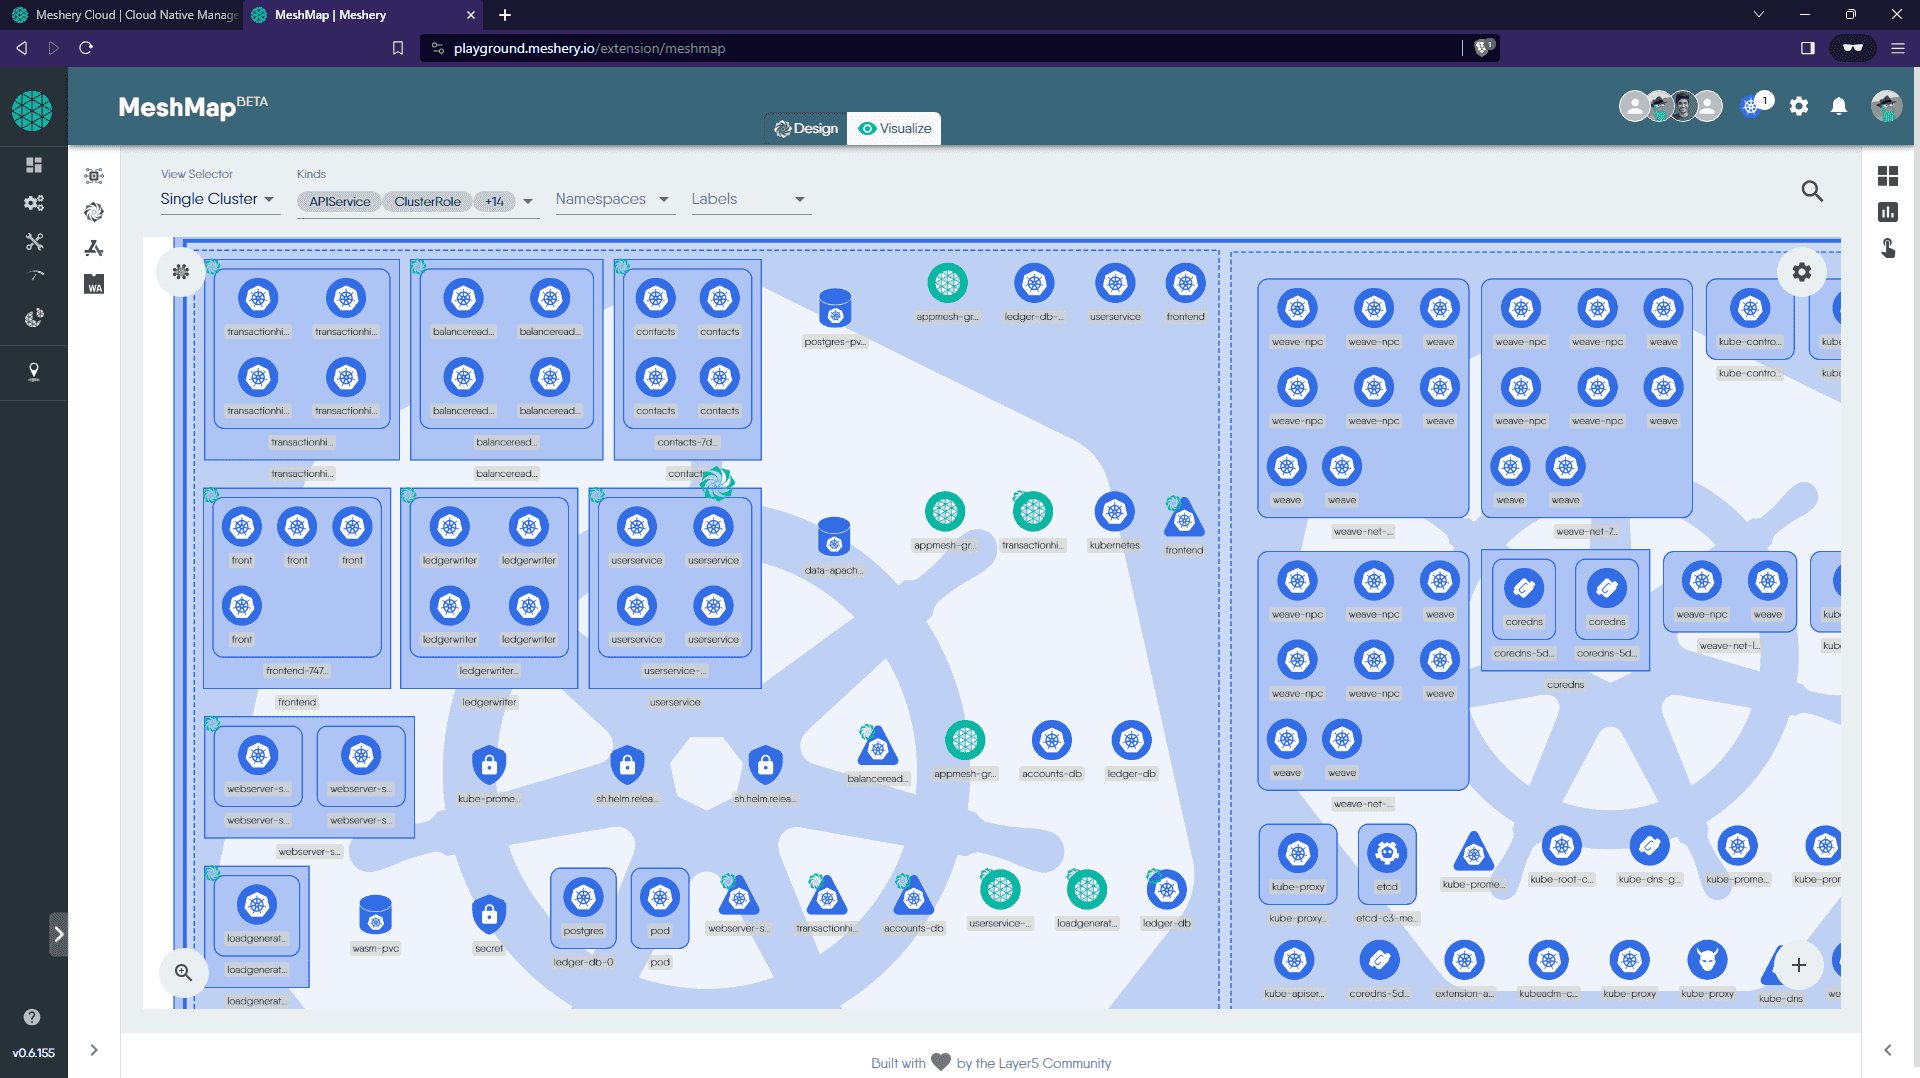 Meshery Cloud | Cloud Native Manage
MeshMap | Meshery
playground.meshery.io/extension/meshmap
1
MeshMap BETA
Design
Visualize
1
View Selector
Single Cluster
Kinds
APIService
ClusterRole
+14
Namespaces
Labels
WA
transactionhi...
transactionhi...
balanceread...
balanceread...
contacts
contacts
transactionhi...
transactionhi...
balanceread...
balanceread...
contacts
contacts
transactionhi...
balanceread...
contacts-7d...
transactionhi...
balanceread...
contacts
postgres-pv...
appmesh-gr...
ledger-db-...
userservice
frontend
front
front
front
front
frontend-747...
frontend
ledgerwriter
ledgerwriter
ledgerwriter
ledgerwriter
ledgerwriter...
ledgerwriter
userservice
userservice
userservice
userservice
userservice-...
userservice
data-apach...
appmesh-gr...
transactionhi...
kubernetes
frontend
webserver-s...
webserver-s...
webserver-s...
webserver-s...
webserver-s...
kube-prome...
sh.helm.relea...
sh.helm.relea...
balanceread...
appmesh-gr...
accounts-db
ledger-db
loadgenerat...
loadgenerat...
loadgenerat...
wasm-pvc
secret
postgres
ledger-db-0
pod
pod
webserver-s...
transactionhi...
accounts-db
userservice-...
loadgenerat...
ledger-db
weave-npc
weave-npc
weave
weave-npc
weave-npc
weave
weave
weave
weave-net-...
weave-npc
weave-npc
weave
weave-npc
weave-npc
weave
weave
weave
weave-net-7...
kube-contro...
kube-contro...
kube
kube
weave-npc
weave-npc
weave
weave-npc
weave-npc
weave
weave
weave
weave-net-...
coredns
coredns
coredns-5d...
coredns-5d...
coredns
weave-npc
weave
weave-net-l...
kub
kub
kube-proxy
kube-proxy...
etcd
etcd-c3-me...
kube-prome...
kube-root-c...
kube-dns-g...
kube-prome...
kube-pror
kube-apiser...
coredns-5d...
extension-a...
kubeadm-c...
kube-proxy
kube-proxy
kube-dns
we
v0.6.155
Built with
by the Layer5 Community